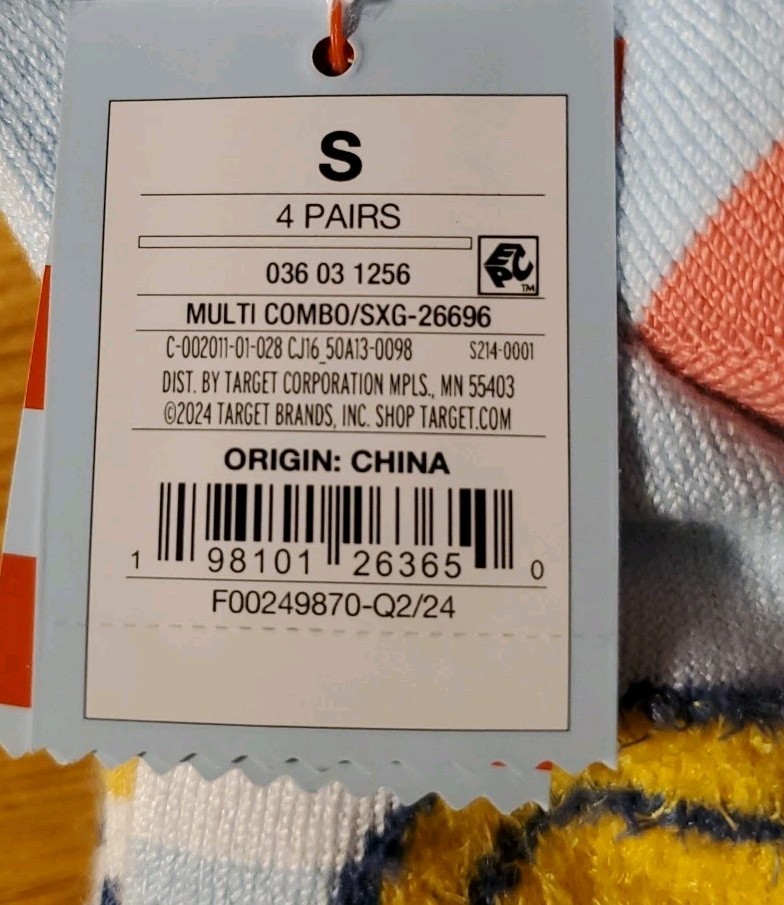 S
4 PAIRS
036 03 1256
EPC
TM
MULTI COMBO/SXG-26696
C-002011-01-028 CJ16_50A13-0098 S214-0001
DIST. BY TARGET CORPORATION MPLS., MN 55403
©2024 TARGET BRANDS, INC. SHOP TARGET.COM
ORIGIN: CHINA
1 98101 26365 0
F00249870-Q2/24